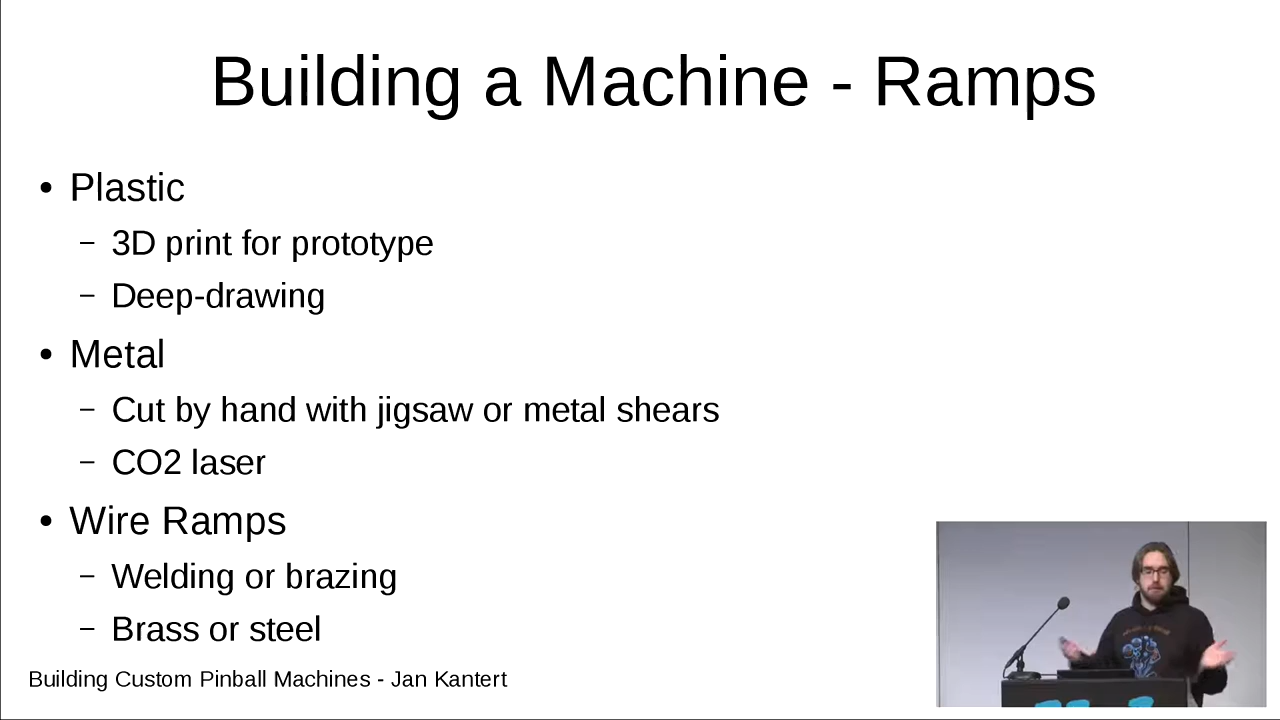 Building a Machine - Ramps
• Plastic
– 3D print for prototype
– Deep-drawing
• Metal
– Cut by hand with jigsaw or metal shears
– CO2 laser
• Wire Ramps
– Welding or brazing
– Brass or steel
Building Custom Pinball Machines - Jan Kantert